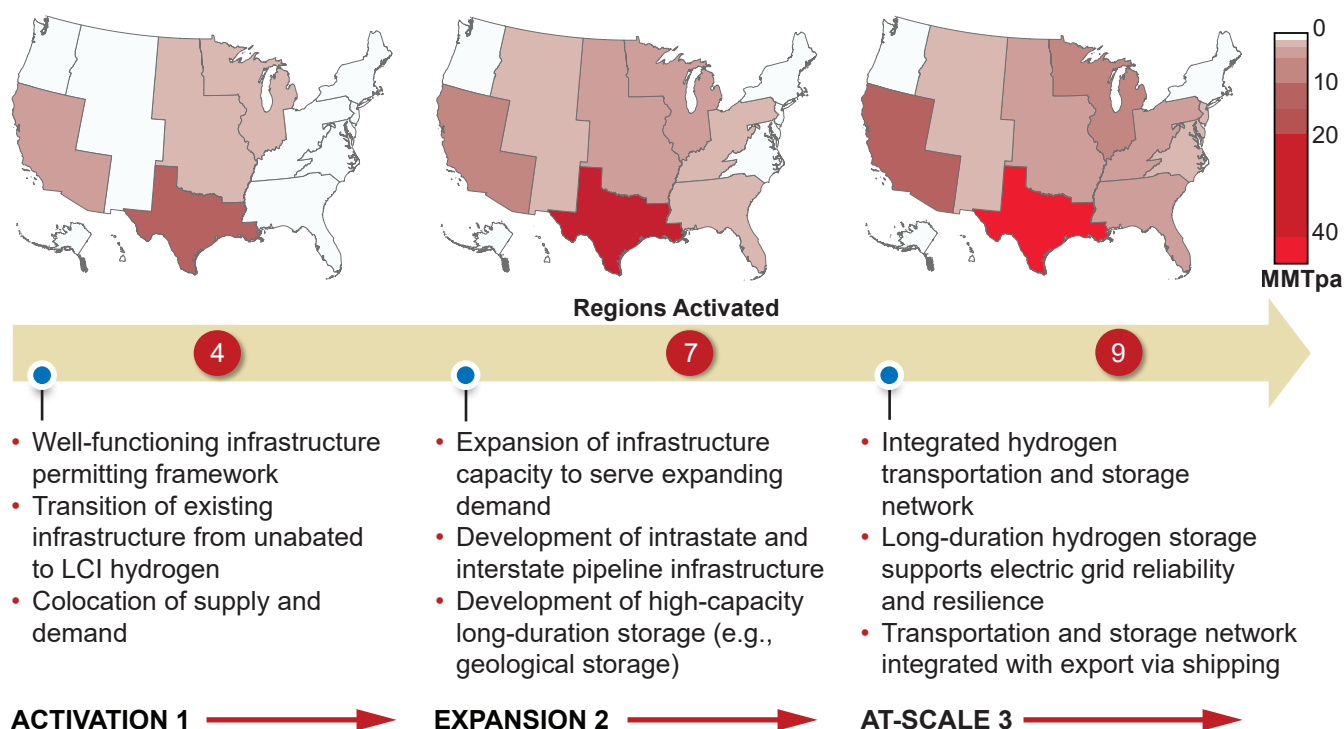 0
10
20
40
MMTpa
Regions Activated
4
7
9
• Well-functioning infrastructure
permitting framework
• Transition of existing
infrastructure from unabated
to LCI hydrogen
• Colocation of supply and
demand
• Expansion of infrastructure
capacity to serve expanding
demand
• Development of intrastate and
interstate pipeline infrastructure
• Development of high-capacity
long-duration storage (e.g.,
geological storage)
• Integrated hydrogen
transportation and storage
network
• Long-duration hydrogen storage
supports electric grid reliability
and resilience
• Transportation and storage network
integrated with export via shipping
ACTIVATION 1
EXPANSION 2
AT-SCALE 3